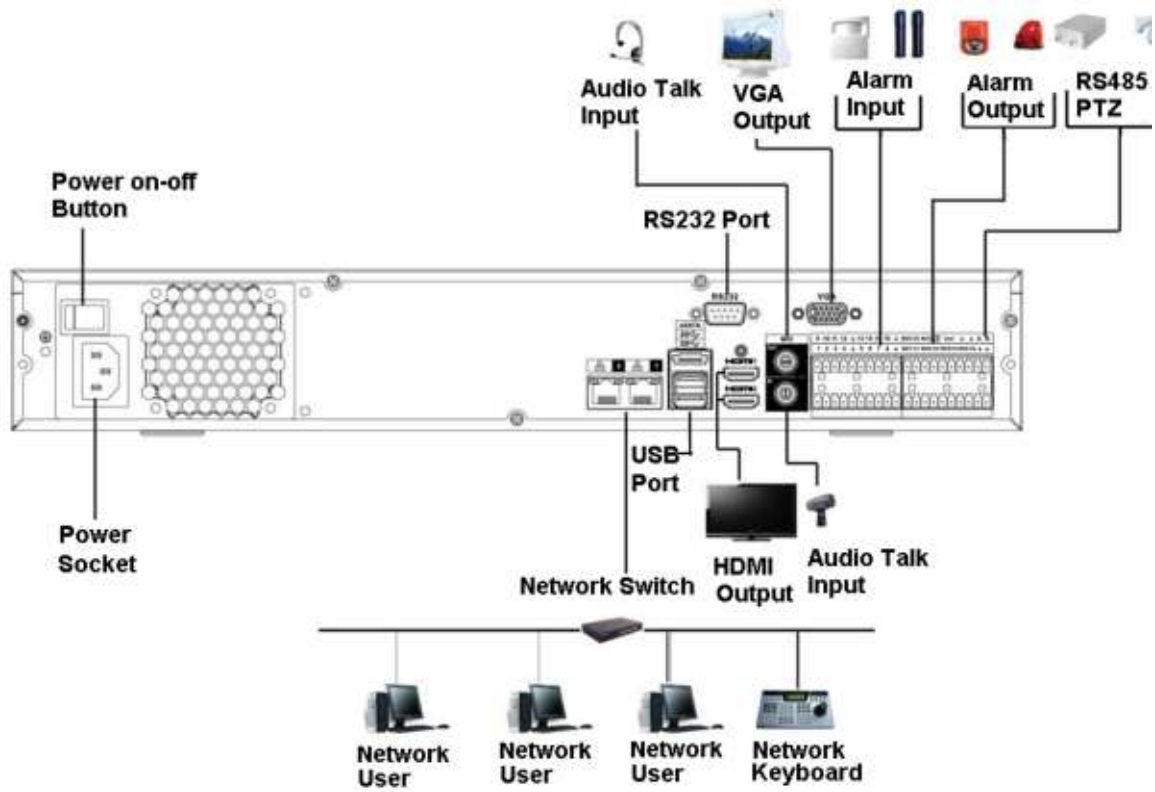 Audio Talk
Input
VGA
Output
Alarm
Input
Alarm
Output
RS485
PTZ
Power on-off
Button
RS232 Port
RS232
VGA
HDMI
HDMI
USB
Port
Power
Socket
Network Switch
HDMI
Output
Audio Talk
Input
Network
User
Network
User
Network
User
Network
Keyboard